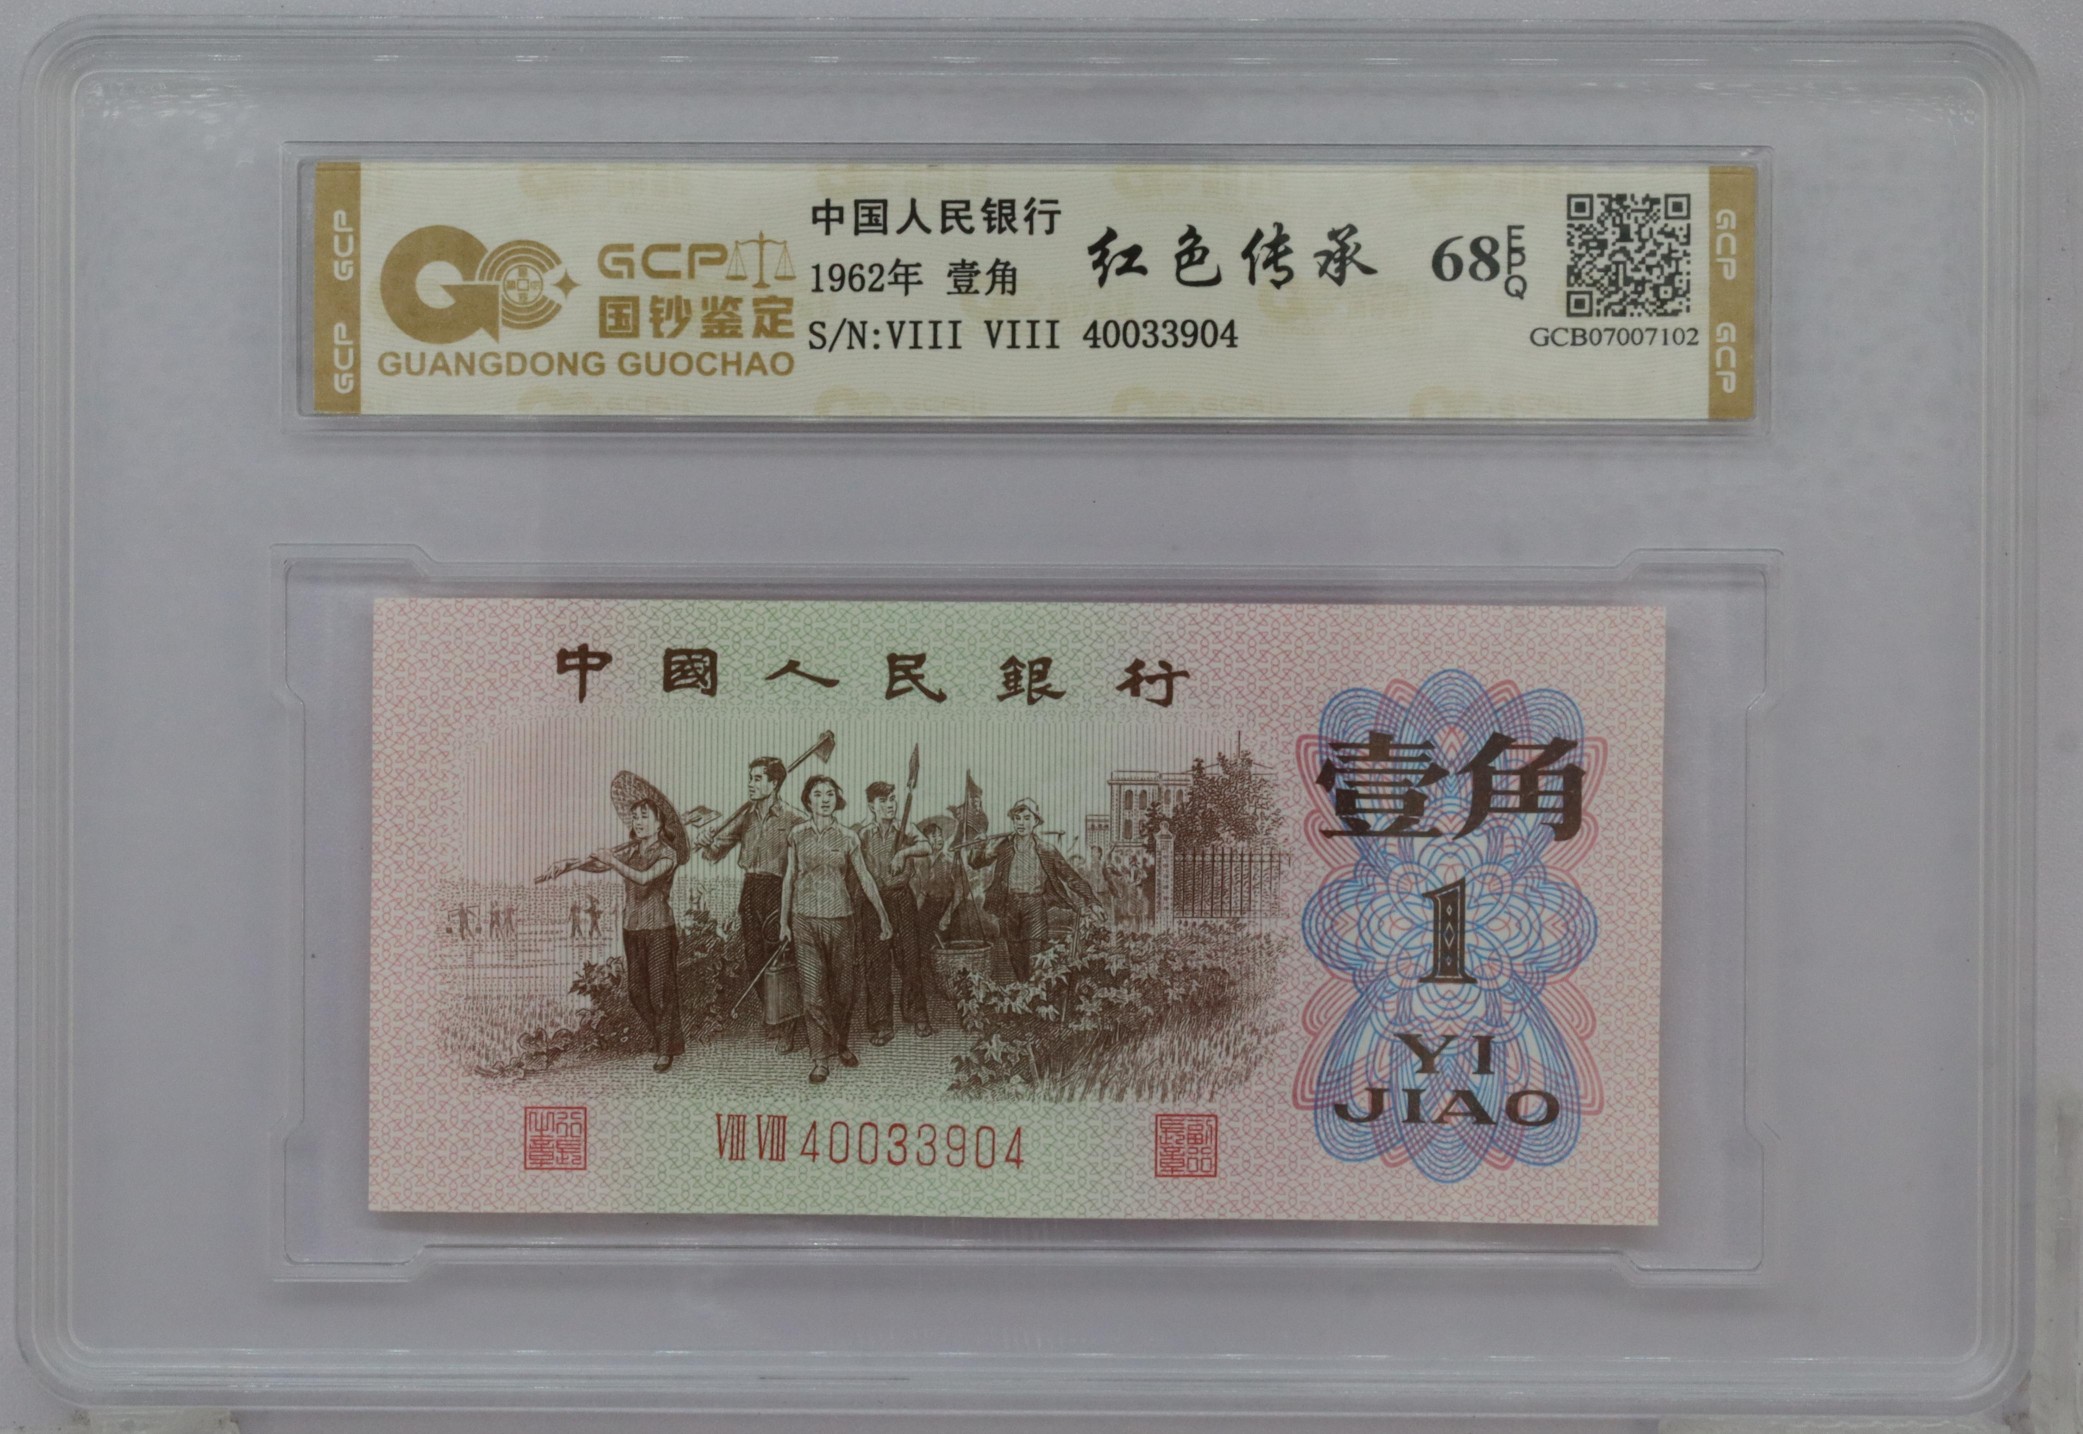 GCP
GCP
GCP
国钞鉴定
GUANGDONG GUOCHAO
中国人民银行
1962年 壹角
S/N:VIII VIII 40033904
红色传承
68 EPQ
GCB07007102
GCP
GCP
中國人民銀行
壹角
1
YI
JIAO
VIII VIII 40033904